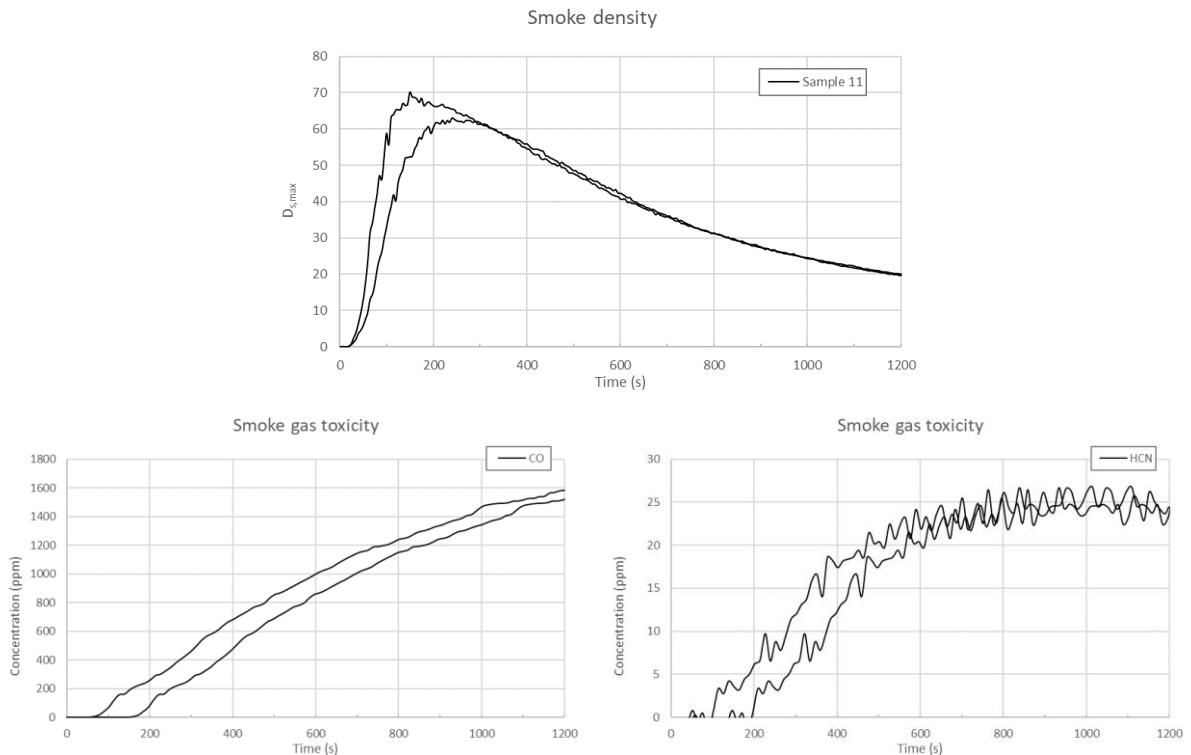 Smoke density
80
70
60
50
40
30
20
10
0
D s,max
Sample 11
0 200 400 600 800 1000 1200
Time (s)
Smoke gas toxicity
1800
1600
1400
1200
1000
800
600
400
200
0
Concentration (ppm)
CO
0 200 400 600 800 1000 1200
Time (s)
Smoke gas toxicity
30
25
20
15
10
5
0
Concentration (ppm)
HCN
0 200 400 600 800 1000 1200
Time (s)